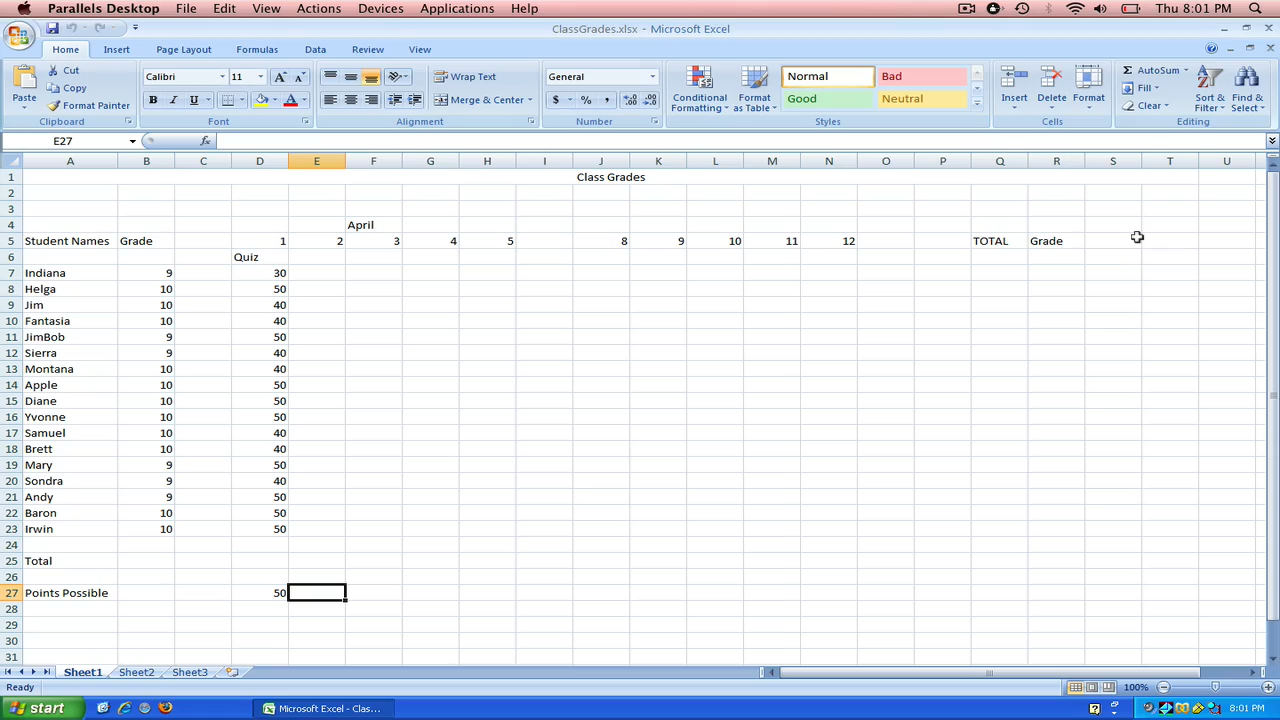 Parallels Desktop File Edit View Actions Devices Applications Help Thu 8:01 PM
ClassGrades.xlsx - Microsoft Excel
Home Insert Page Layout Formulas Data Review View
Paste Cut Copy Format Painter
Calibri 11
B I U A
Wrap Text
Merge & Center
General
$ % ,
Conditional Formatting Format as Table
Normal Bad
Good Neutral
Insert Delete Format
Σ AutoSum Fill Clear
Sort & Filter Find & Select
Clipboard Font Alignment Number Styles Cells Editing
E27 fx
A B C D E F G H I J K L M N O P Q R S T U
1 Class Grades
2
3
4 April
5 Student Names Grade 1 2 3 4 5 8 9 10 11 12 TOTAL Grade
6 Quiz
7 Indiana 9 30
8 Helga 10 50
9 Jim 10 40
10 Fantasia 10 40
11 JimBob 9 50
12 Sierra 9 40
13 Montana 10 40
14 Apple 10 50
15 Diane 10 50
16 Yvonne 10 50
17 Samuel 10 40
18 Brett 10 40
19 Mary 9 50
20 Sondra 9 40
21 Andy 9 50
22 Baron 10 50
23 Irwin 10 50
24
25 Total
26
27 Points Possible 50
28
29
30
31
Sheet1 Sheet2 Sheet3
Ready 100%
start Microsoft Excel - Clas... 8:01 PM